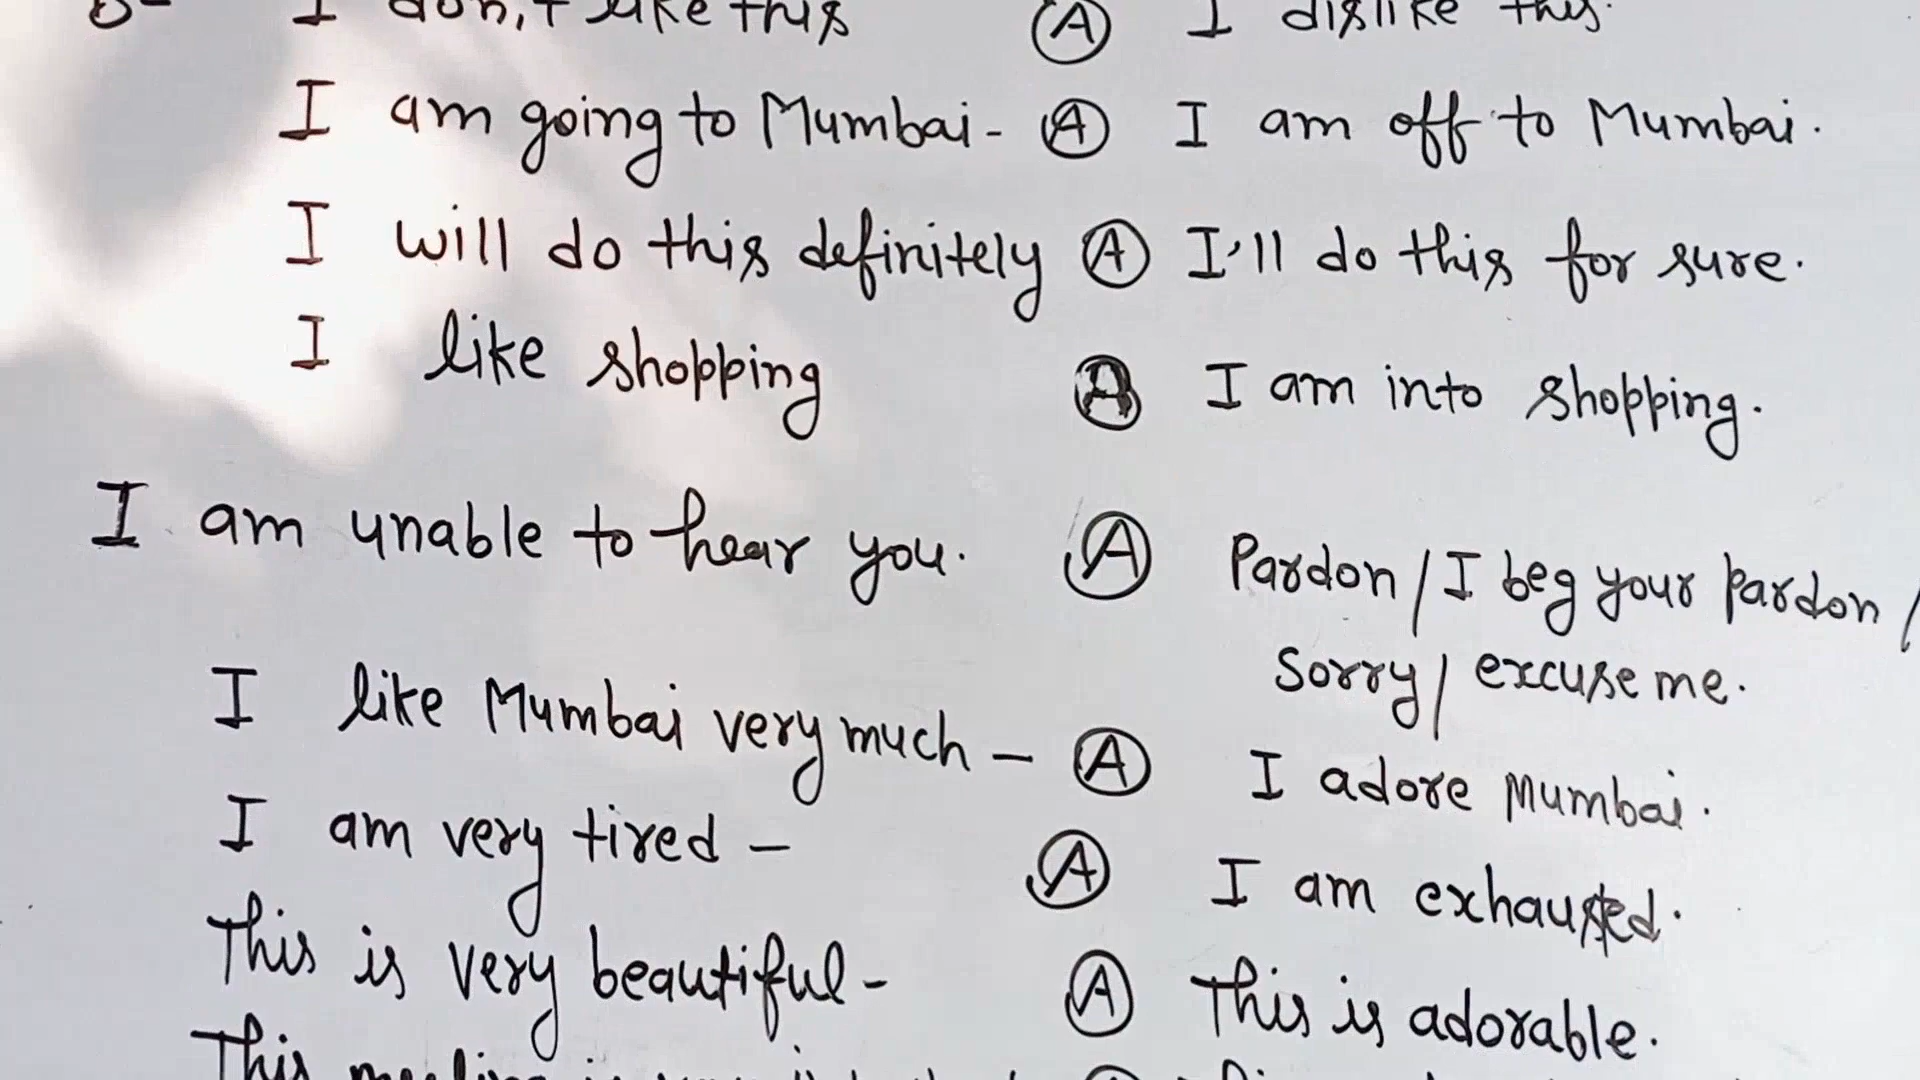 I don't like this Ⓐ I dislike this.
I am going to Mumbai - Ⓐ I am off to Mumbai.
I will do this definitely Ⓐ I'll do this for sure.
I like shopping Ⓐ I am into shopping.
I am unable to hear you. Ⓐ Pardon / I beg your pardon /
sorry / excuse me.
I like Mumbai very much - Ⓐ I adore Mumbai.
I am very tired - Ⓐ I am exhausted.
This is very beautiful - Ⓐ This is adorable.
This